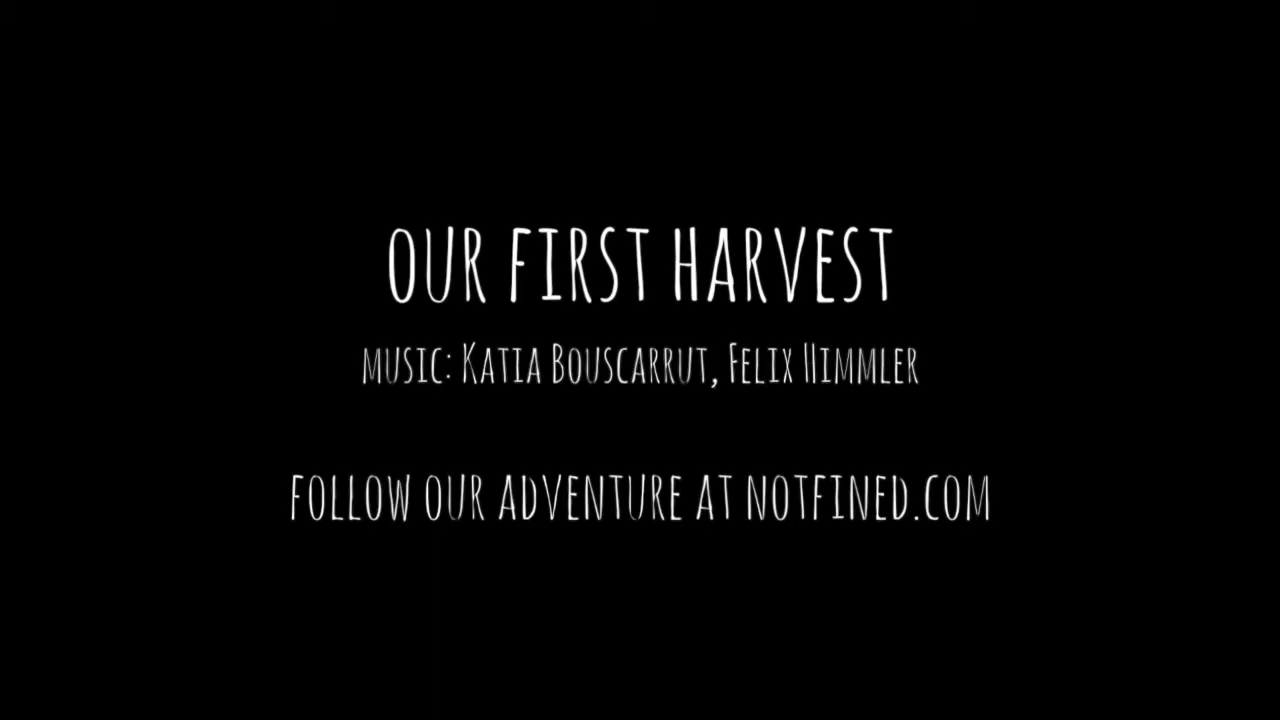 OUR FIRST HARVEST
MUSIC: KATIA BOUSCARRUT, FELIX HIMMLER
FOLLOW OUR ADVENTURE AT NOTFINED.COM